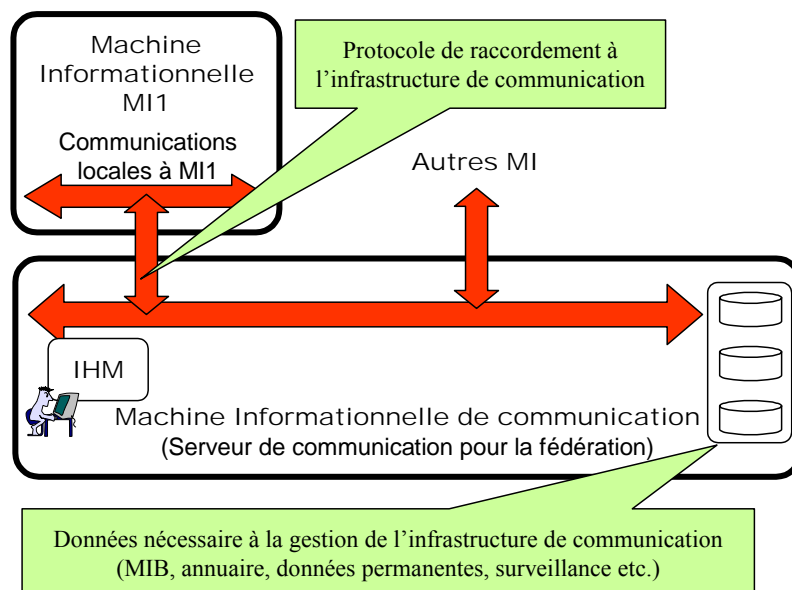 Machine
Informationnelle
MI1
Communications
locales à MI1
Protocole de raccordement à
l’infrastructure de communication
Autres MI
IHM
Machine Informationnelle de communication
(Serveur de communication pour la fédération)
Données nécessaire à la gestion de l’infrastructure de communication
(MIB, annuaire, données permanentes, surveillance etc.)